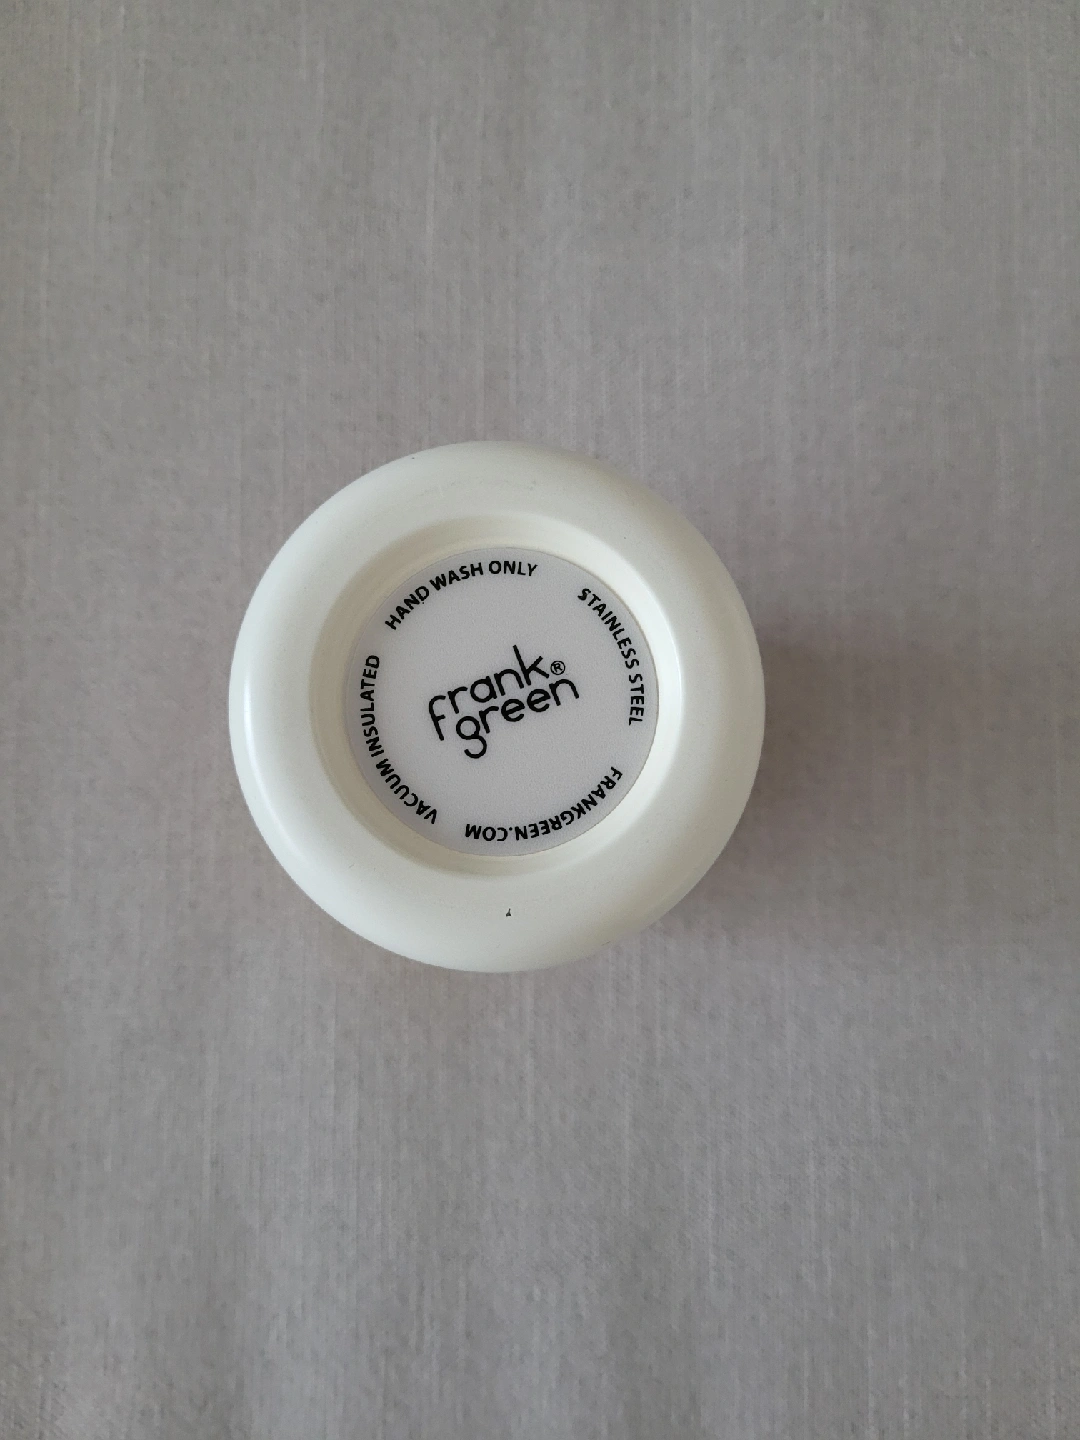 HAND WASH ONLY
STAINLESS STEEL
FRANKGREEN.COM
VACUUM INSULATED
frank®
green